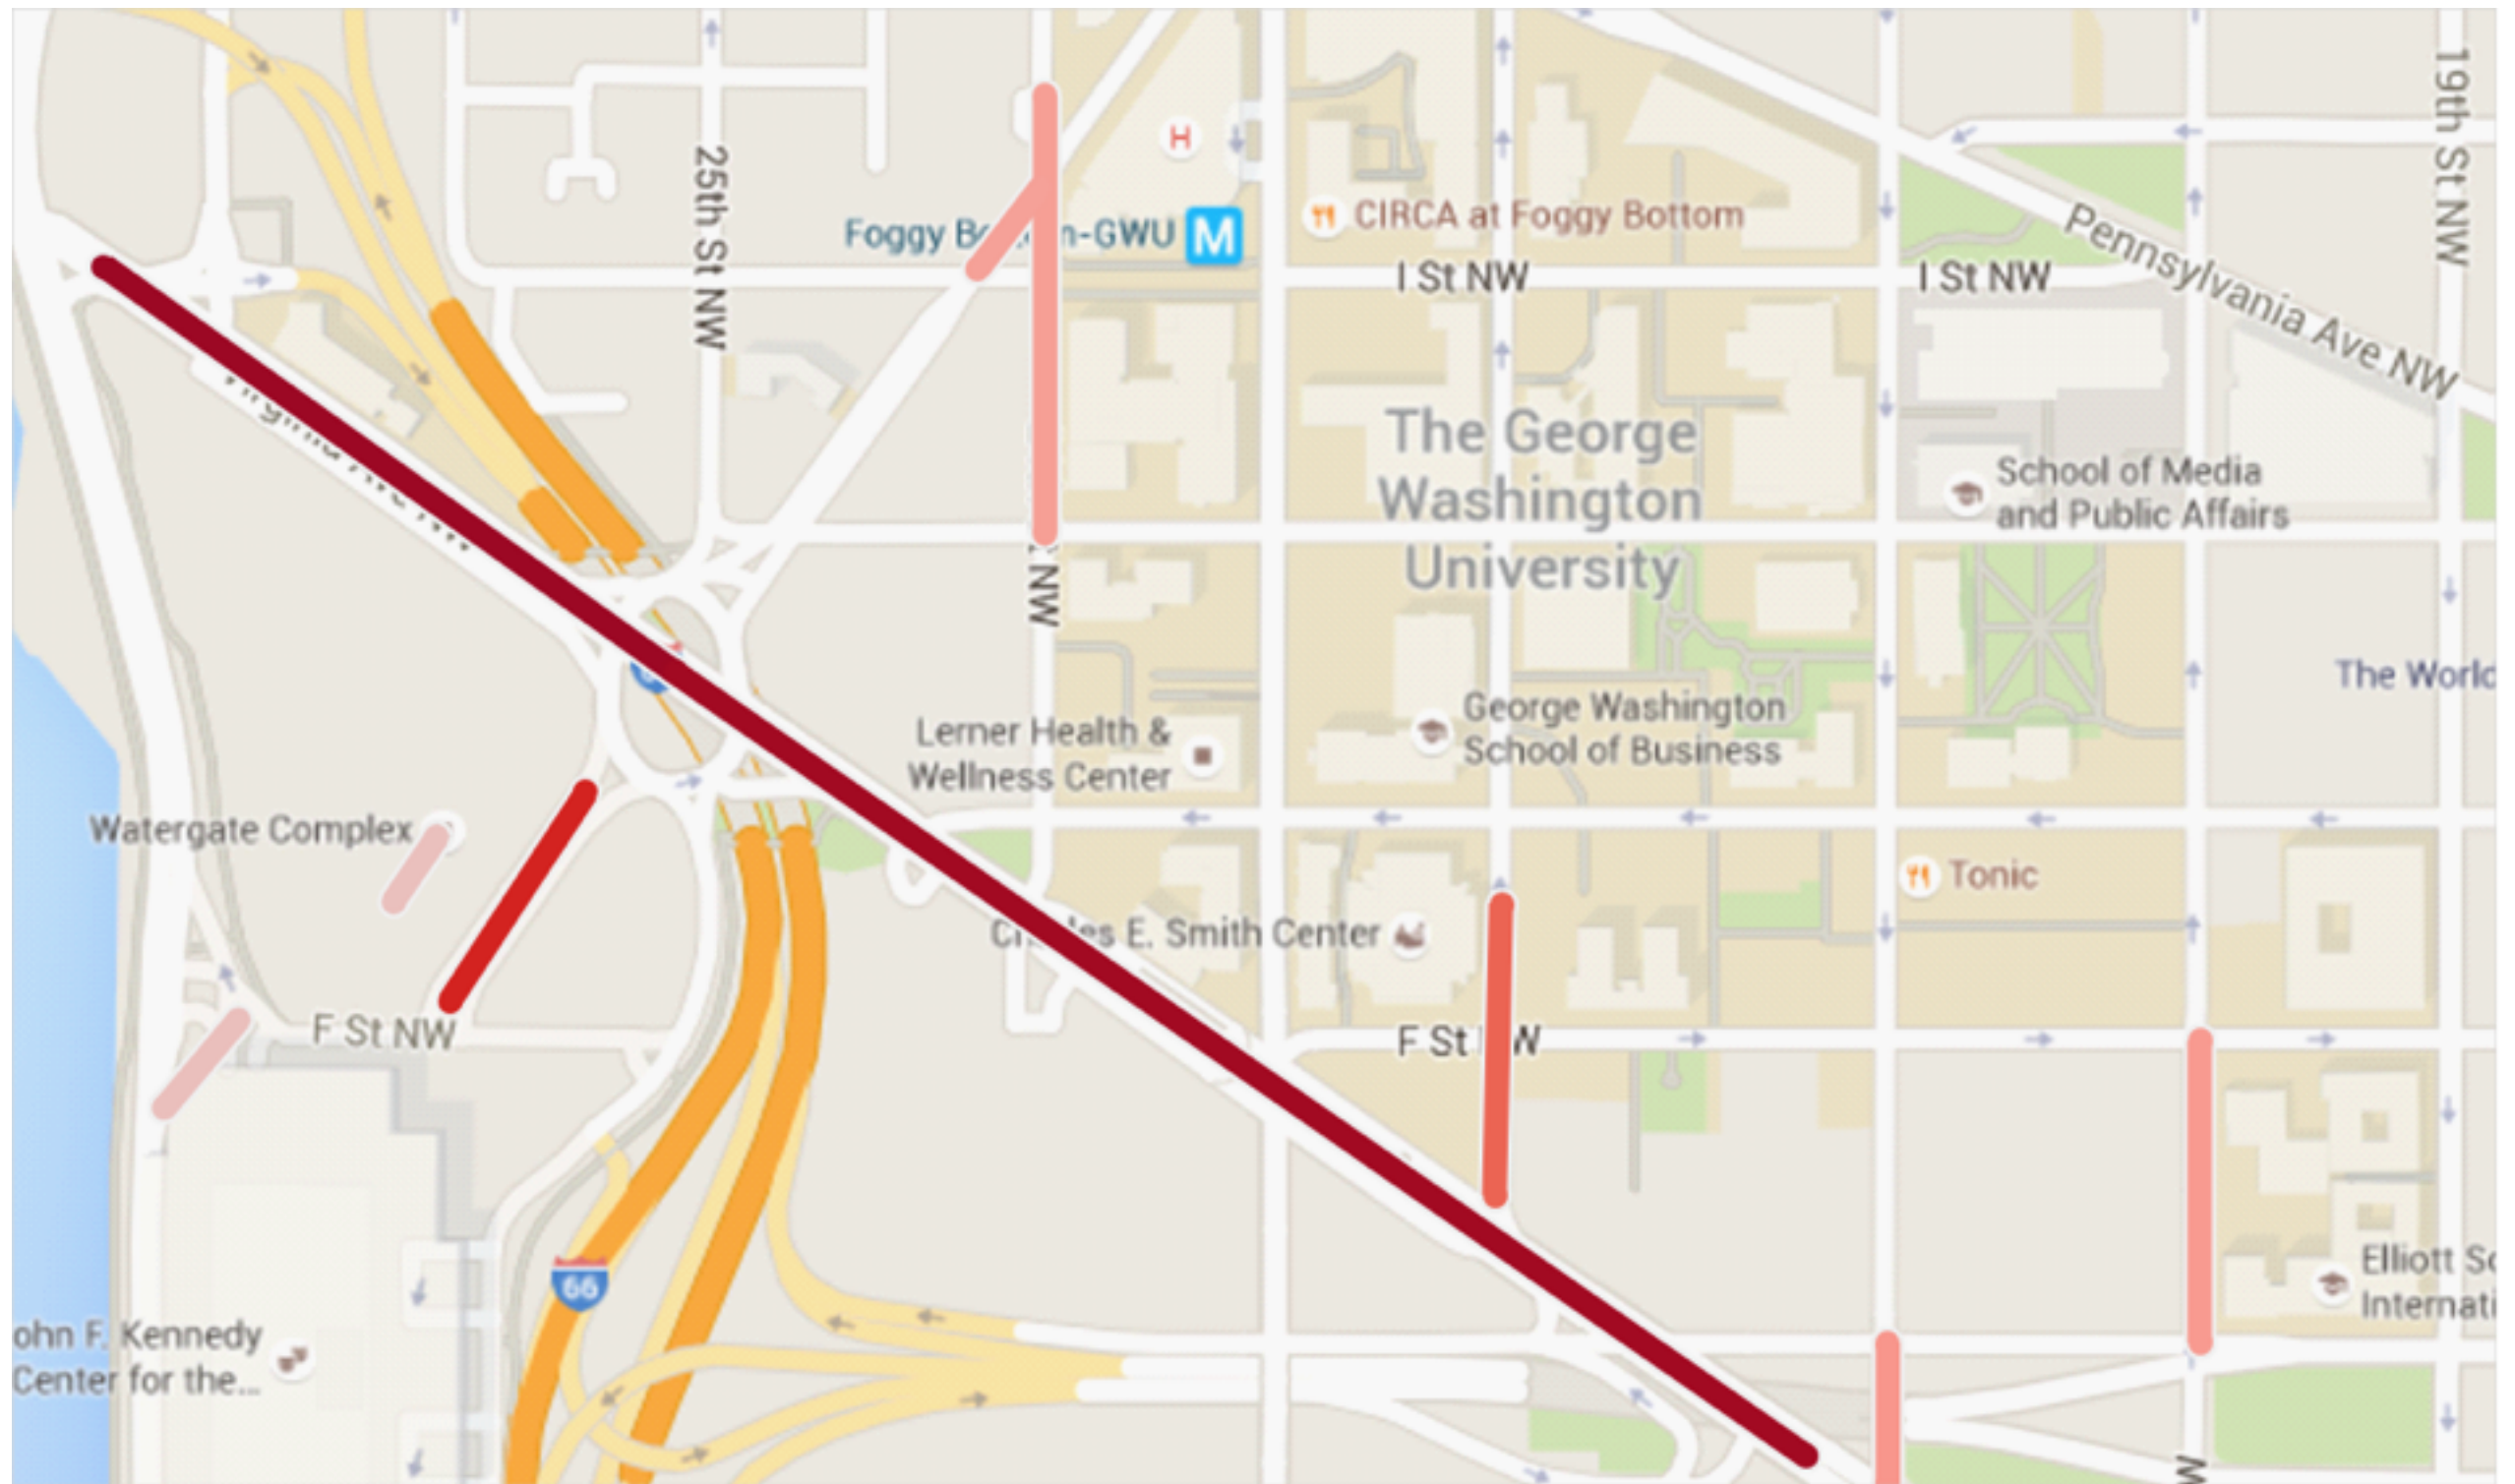 19th St NW
25th St NW
H
Foggy
n-GWU
M
CIRCA at Foggy Bottom
Pennsylvania Ave NW
I St NW
I St NW
The George
Washington
University
School of Media
and Public Affairs
NW
The World
George Washington
School of Business
Lerner Health &
Wellness Center
Watergate Complex
Tonic
E. Smith Center
F St NW
F St W
66
Elliott Sc
Internati
ohn F. Kennedy
Center for the...
W